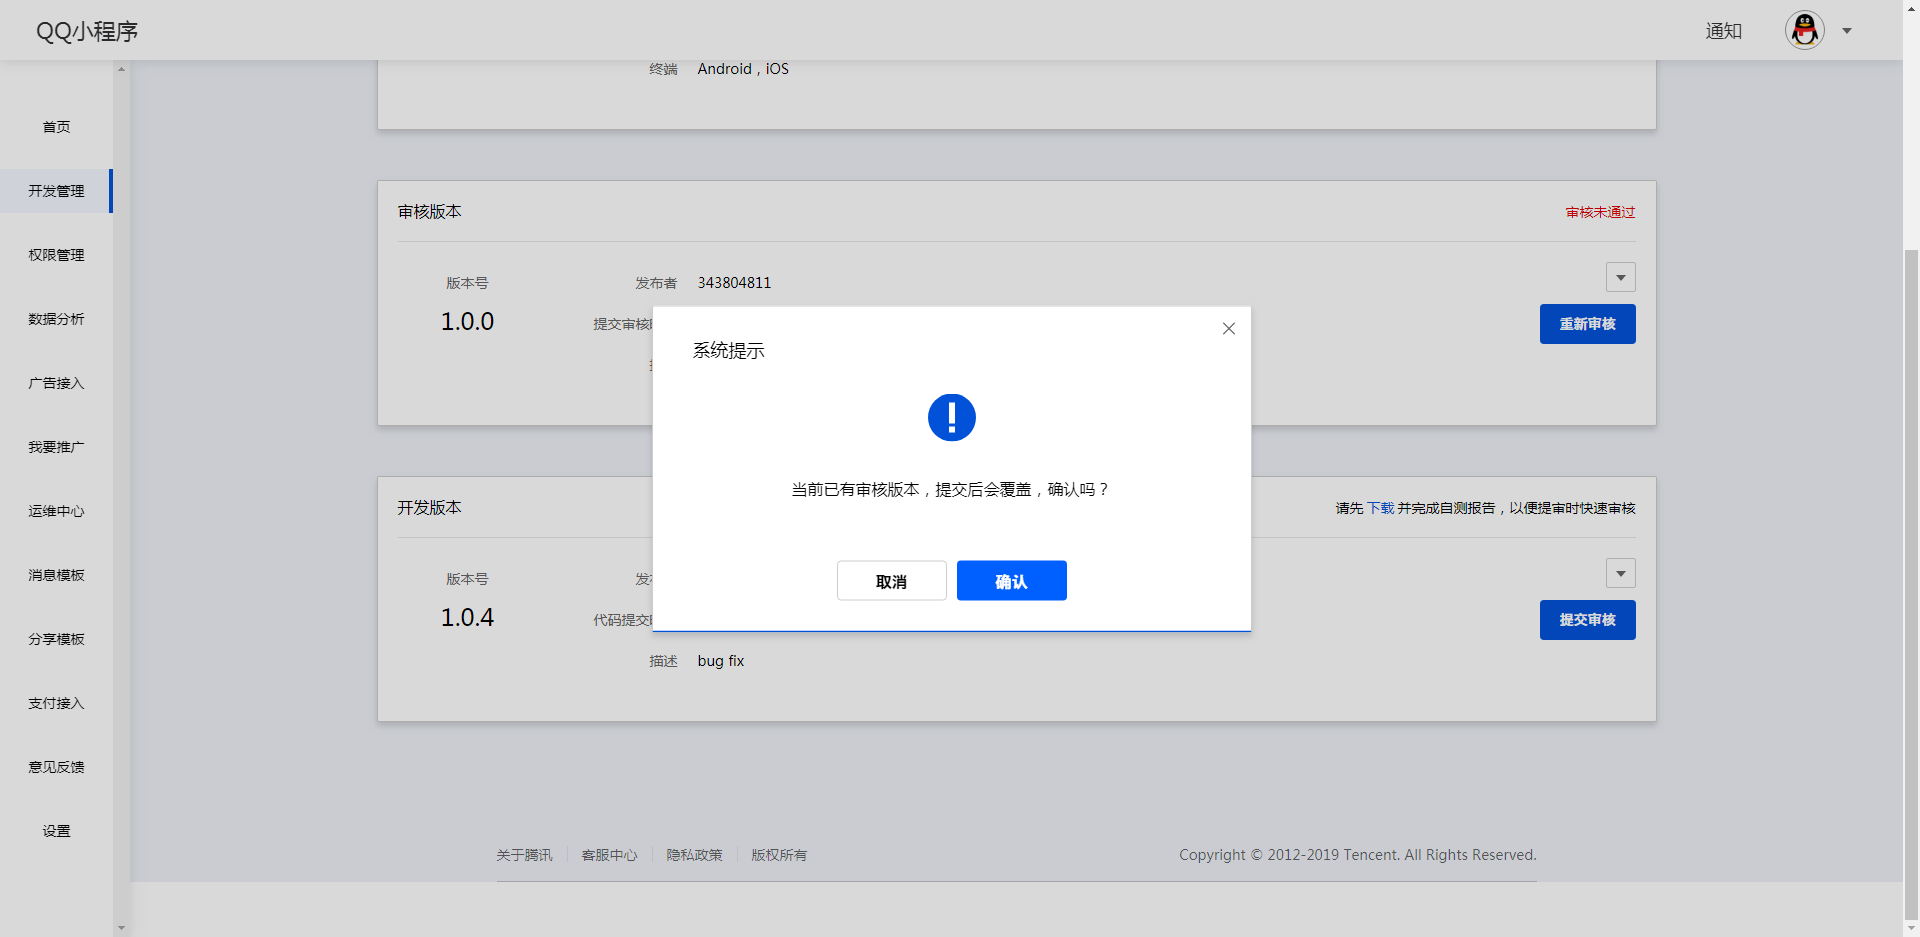 QQ小程序
通知
首页
开发管理
权限管理
数据分析
广告接入
我要推广
运维中心
消息模板
分享模板
支付接入
意见反馈
设置
终端 Android，iOS
审核版本 审核未通过
版本号 发布者 343804811
1.0.0 提交审核 重新审核
系统提示
当前已有审核版本，提交后会覆盖，确认吗？
取消 确认
开发版本 请先 下载 并完成自测报告，以便提审时快速审核
版本号
1.0.4 代码提交 提交审核
描述 bug fix
关于腾讯 客服中心 隐私政策 版权所有 Copyright © 2012-2019 Tencent. All Rights Reserved.